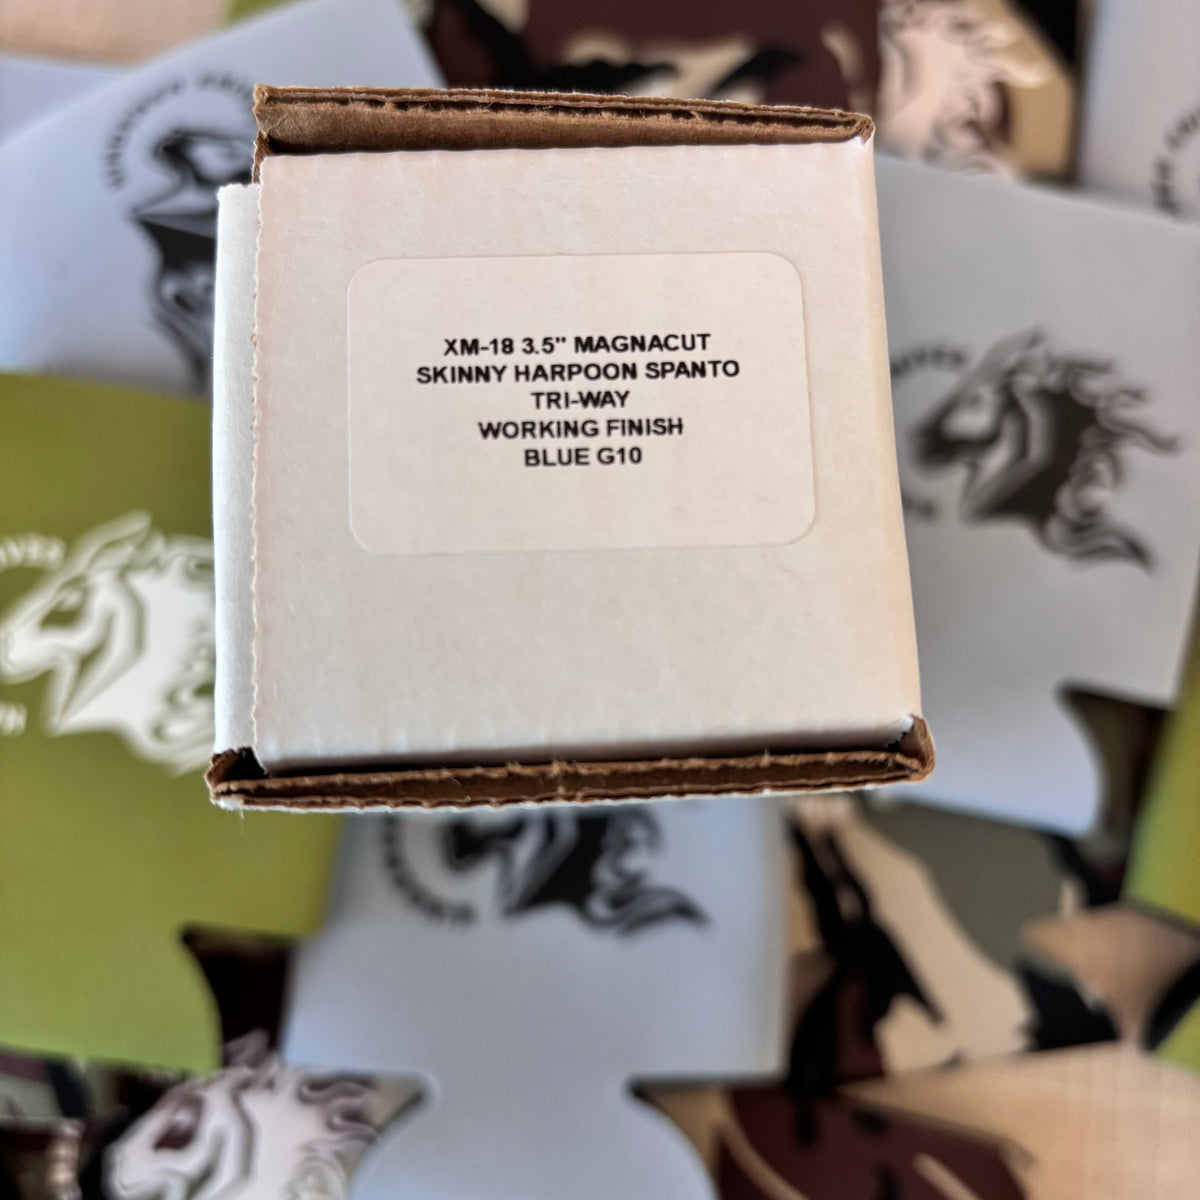 XM-18 3.5" MAGNACUT
SKINNY HARPOON SPANTO
TRI-WAY
WORKING FINISH
BLUE G10